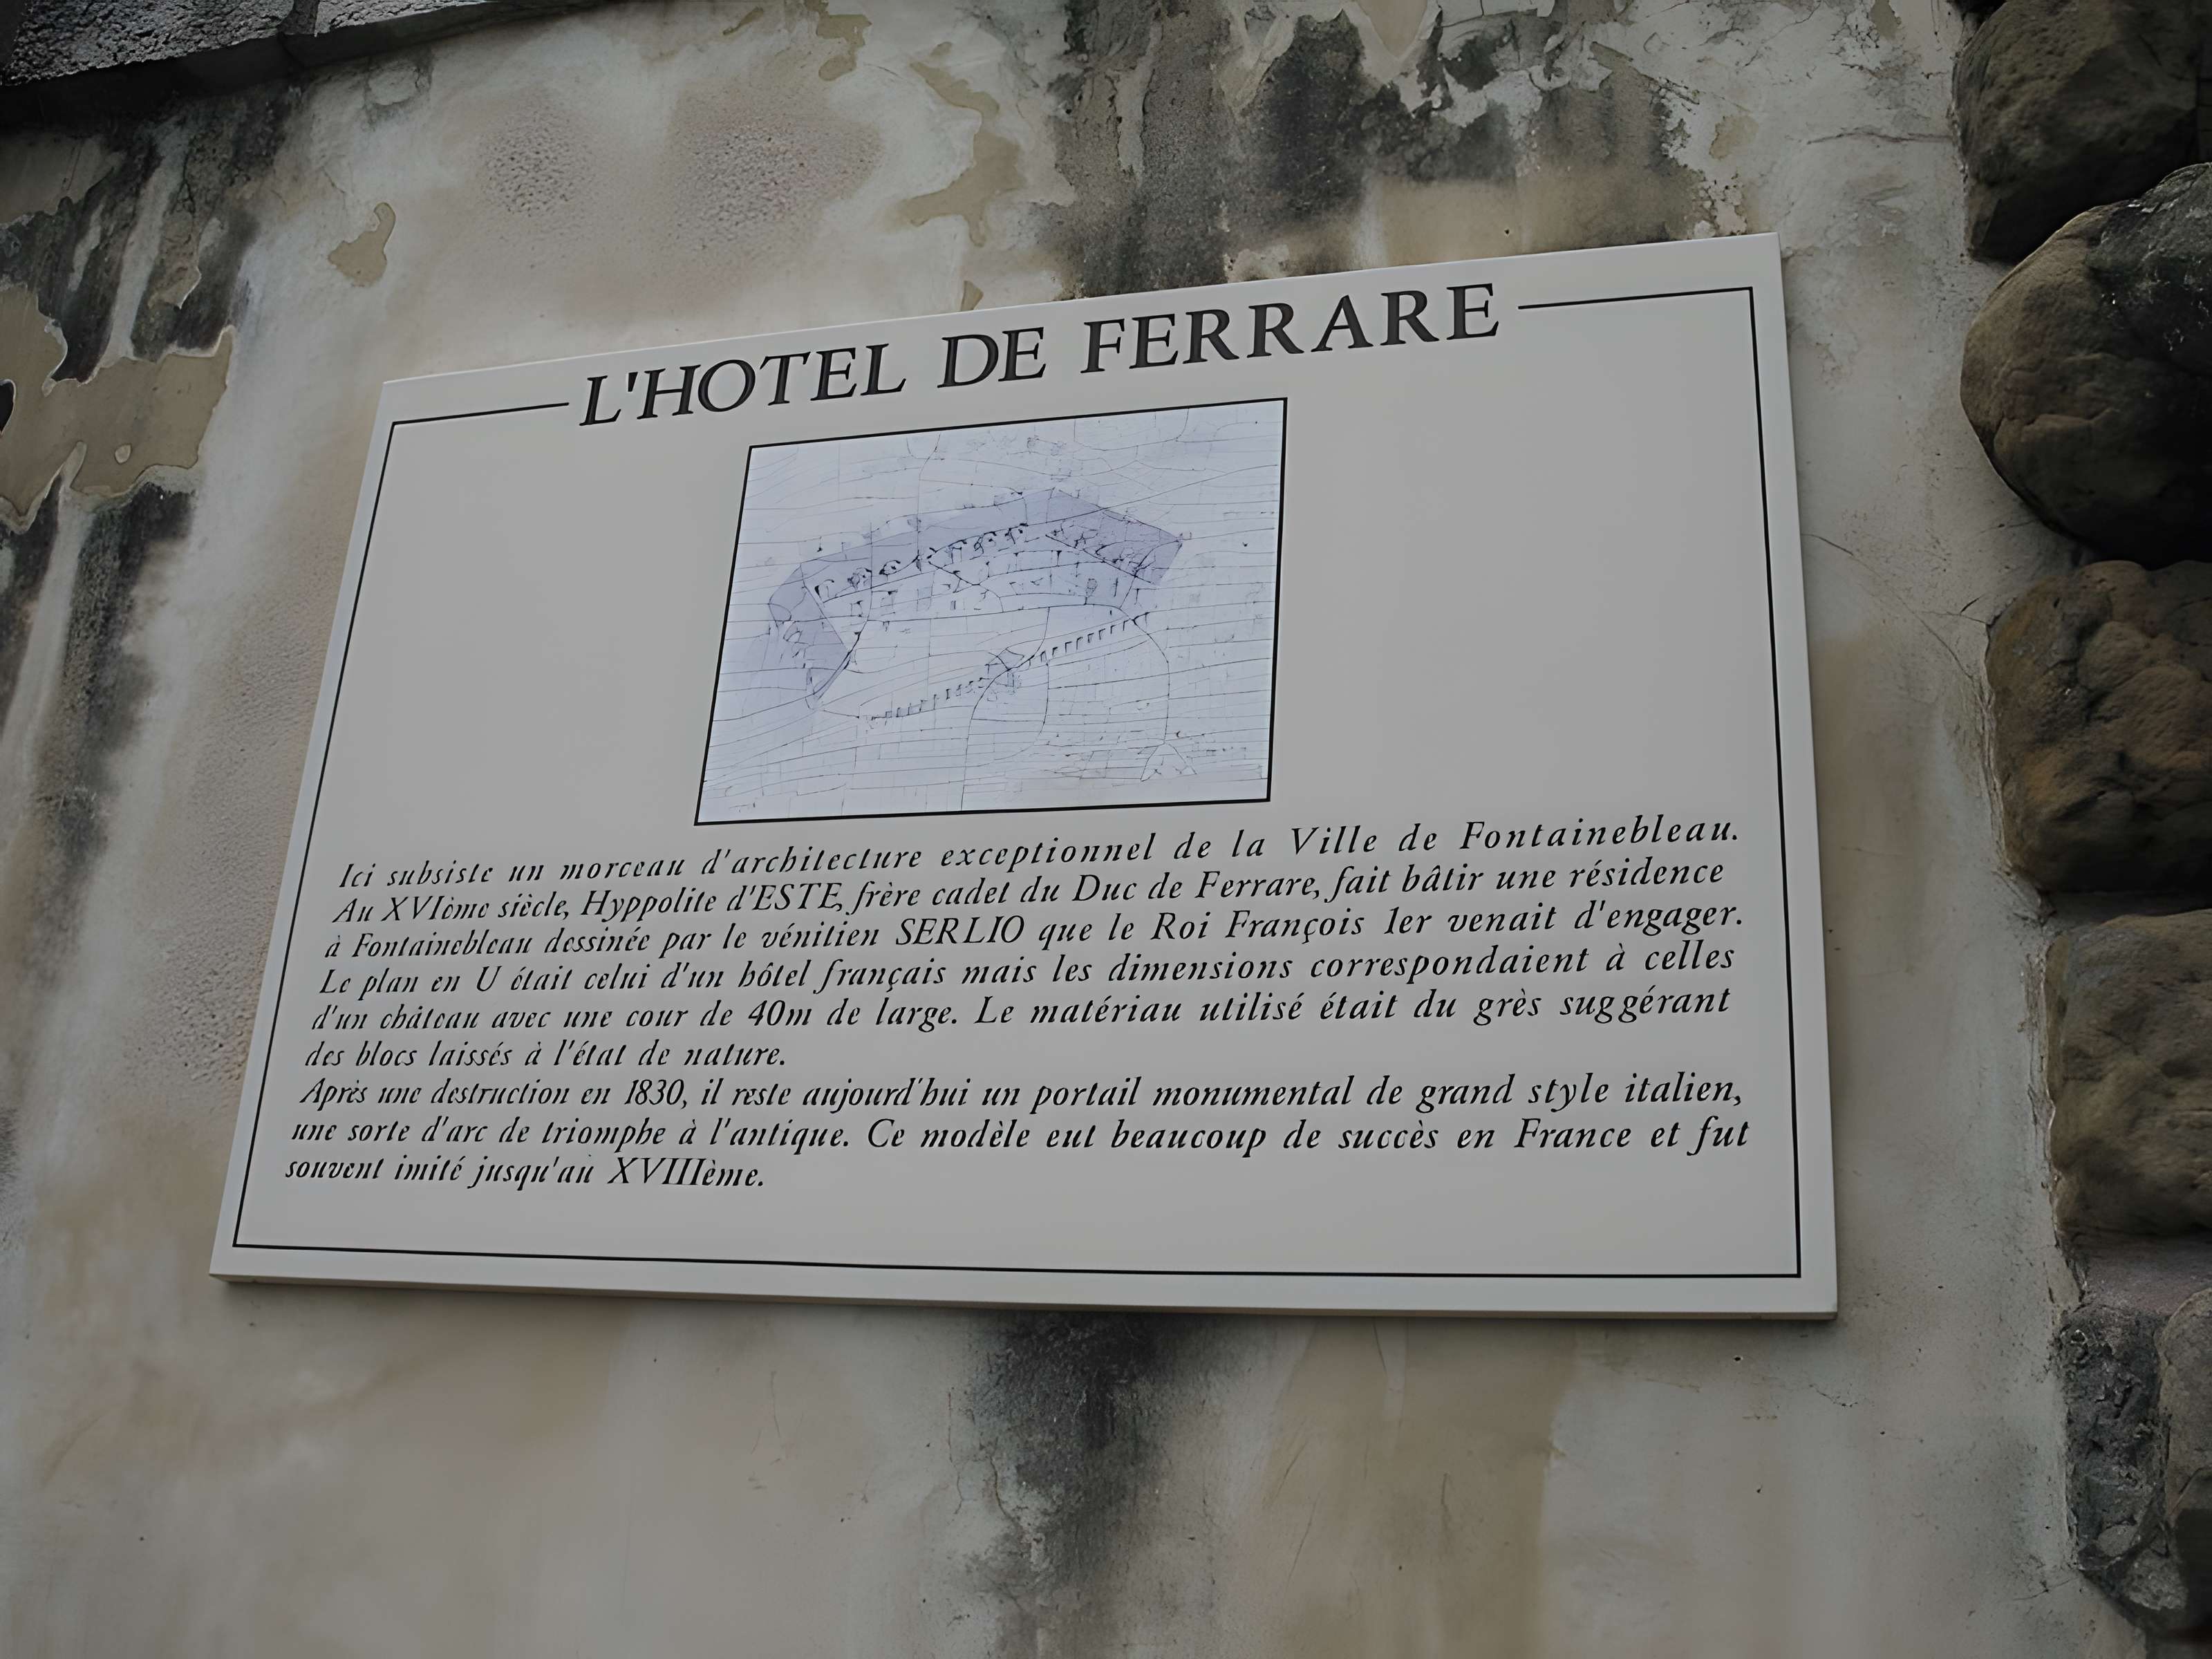 L'HOTEL DE FERRARE
Ici subsiste un morceau d'architecture exceptionnel de la Ville de Fontainebleau.
Au XVIème siècle, Hyppolite d'ESTE, frère cadet du Duc de Ferrare, fait bâtir une résidence
à Fontainebleau dessinée par le vénitien SERLIO que le Roi François 1er venait d'engager.
Le plan en U était celui d'un hôtel français mais les dimensions correspondaient à celles
d'un château avec une cour de 40m de large. Le matériau utilisé était du grès suggérant
des blocs laissés à l'état de nature.
Après une destruction en 1830, il reste aujourd'hui un portail monumental de grand style italien,
une sorte d'arc de triomphe à l'antique. Ce modèle eut beaucoup de succès en France et fut
souvent imité jusqu'au XVIIIème.